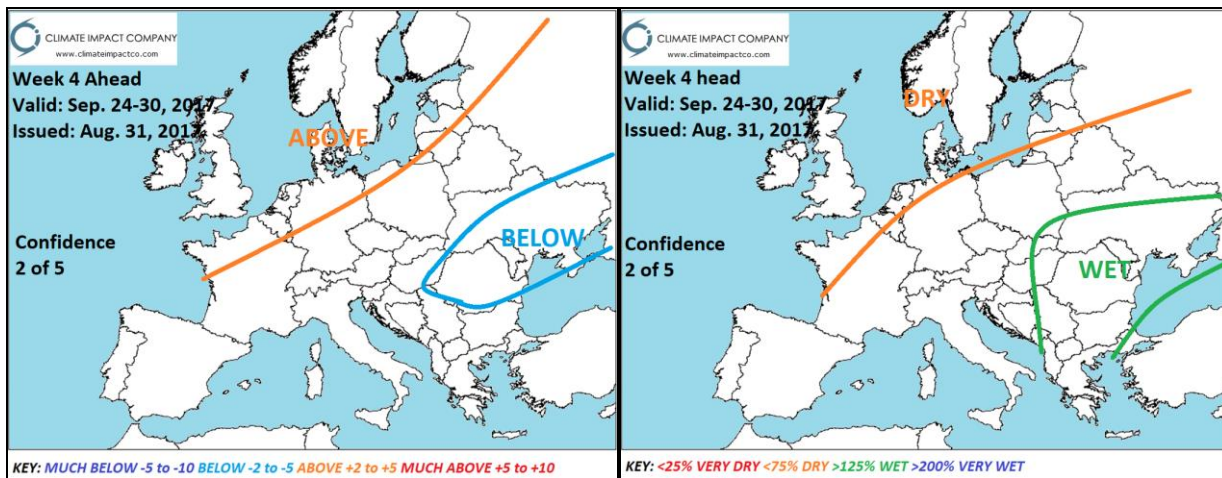 CLIMATE IMPACT COMPANY
www.climateimpactco.com
Week 4 Ahead
Valid: Sep. 24-30, 2017
Issued: Aug. 31, 2017
ABOVE
BELOW
Confidence
2 of 5
KEY: MUCH BELOW -5 to -10 BELOW -2 to -5 ABOVE +2 to +5 MUCH ABOVE +5 to +10
CLIMATE IMPACT COMPANY
www.climateimpactco.com
Week 4 head
Valid: Sep. 24-30, 2017
Issued: Aug. 31, 2017
DRY
WET
Confidence
2 of 5
KEY: <25% VERY DRY <75% DRY >125% WET >200% VERY WET